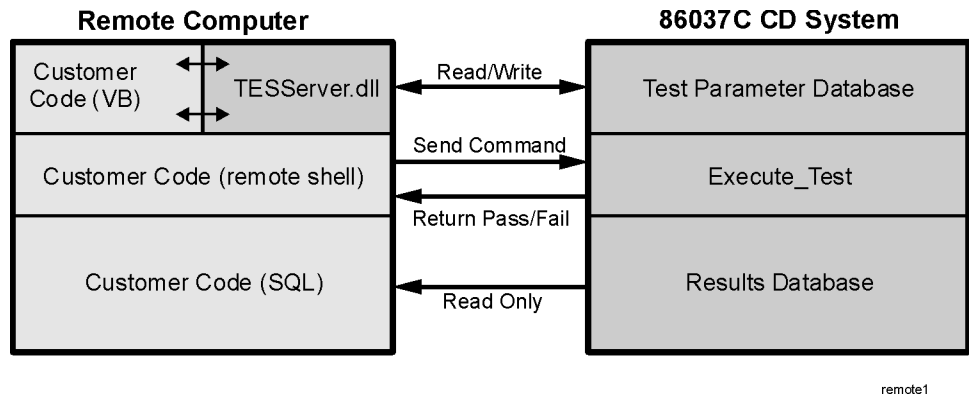 Remote Computer
86037C CD System
Customer
Code (VB)
TESServer.dll
Read/Write
Test Parameter Database
Send Command
Customer Code (remote shell)
Execute_Test
Return Pass/Fail
Customer Code (SQL)
Results Database
Read Only
remote1